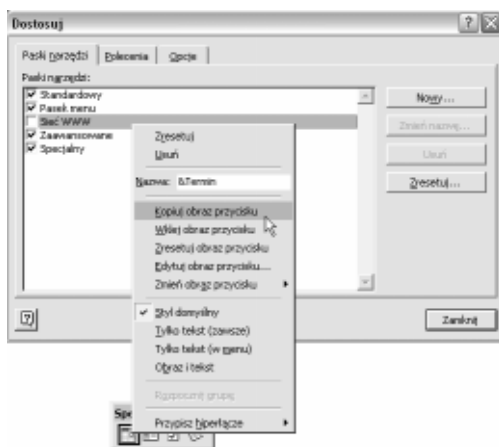 Dostosuj
Paski narzędzi Polecenia Opcje
Paski narzędzi:
Standardowy
Pasek menu
Sieć WWW
Zaawansowane
Specjalny
Nowy...
Zmień nazwę...
Usuń
Zresetuj...
Zresetuj
Usuń
Nazwa: &Termin
Kopiuj obraz przycisku
Wklej obraz przycisku
Zresetuj obraz przycisku
Edytuj obraz przycisku...
Zmień obraz przycisku
Styl domyślny
Tylko tekst (zawsze)
Tylko tekst (w menu)
Obraz i tekst
Rozpocznij grupę
Przypisz hiperłącze
Zamknij
Spe